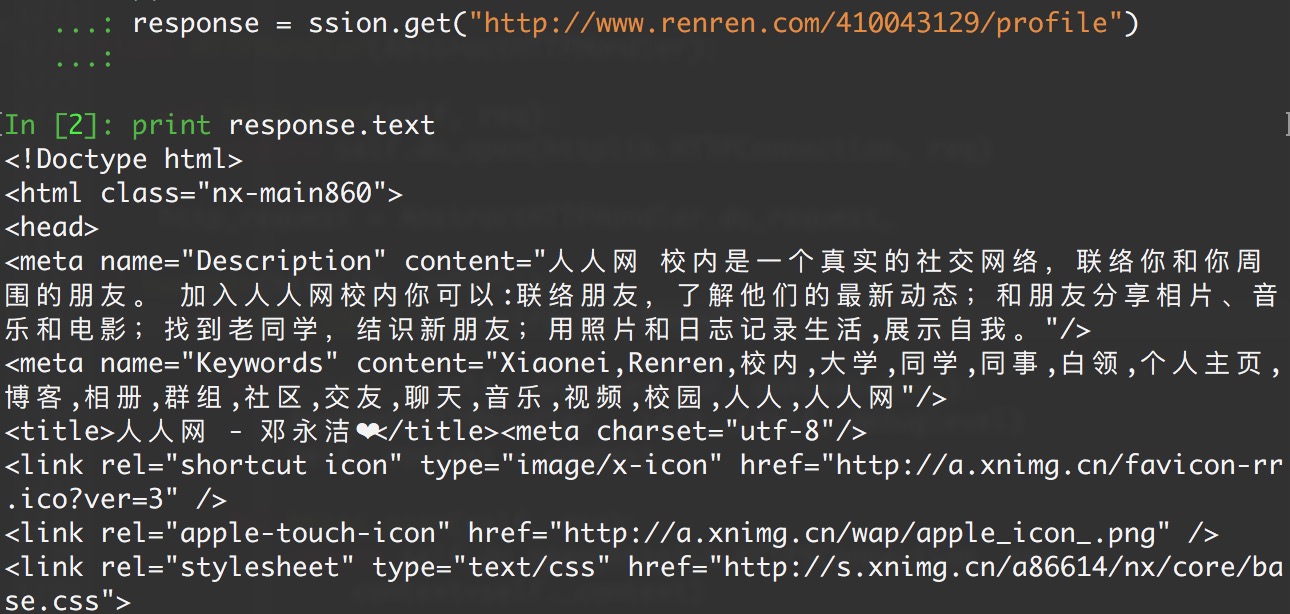 ...: response = ssion.get("http://www.renren.com/410043129/profile")
...:
In [2]: print response.text
<!Doctype html>
<html class="nx-main860">
<head>
<meta name="Description" content="人人网 校内是一个真实的社交网络，联络你和你周
围的朋友。 加入人人网校内你可以:联络朋友，了解他们的最新动态；和朋友分享相片、音
乐和电影；找到老同学，结识新朋友；用照片和日志记录生活,展示自我。"/>
<meta name="Keywords" content="Xiaonei,Renren,校内,大学,同学,同事,白领,个人主页,
博客,相册,群组,社区,交友,聊天,音乐,视频,校园,人人,人人网"/>
<title>人人网 - 邓永洁❤</title><meta charset="utf-8"/>
<link rel="shortcut icon" type="image/x-icon" href="http://a.xnimg.cn/favicon-rr
.ico?ver=3" />
<link rel="apple-touch-icon" href="http://a.xnimg.cn/wap/apple_icon_.png" />
<link rel="stylesheet" type="text/css" href="http://s.xnimg.cn/a86614/nx/core/ba
se.css">